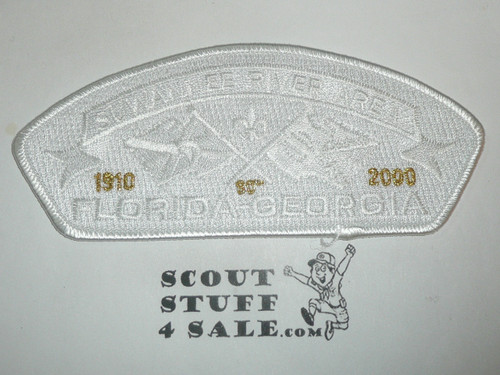 SUWANNEE RIVER AREA
1910 90TH 2000
FLORIDA-GEORGIA
SCOUT
STUFF
4 SALE.com